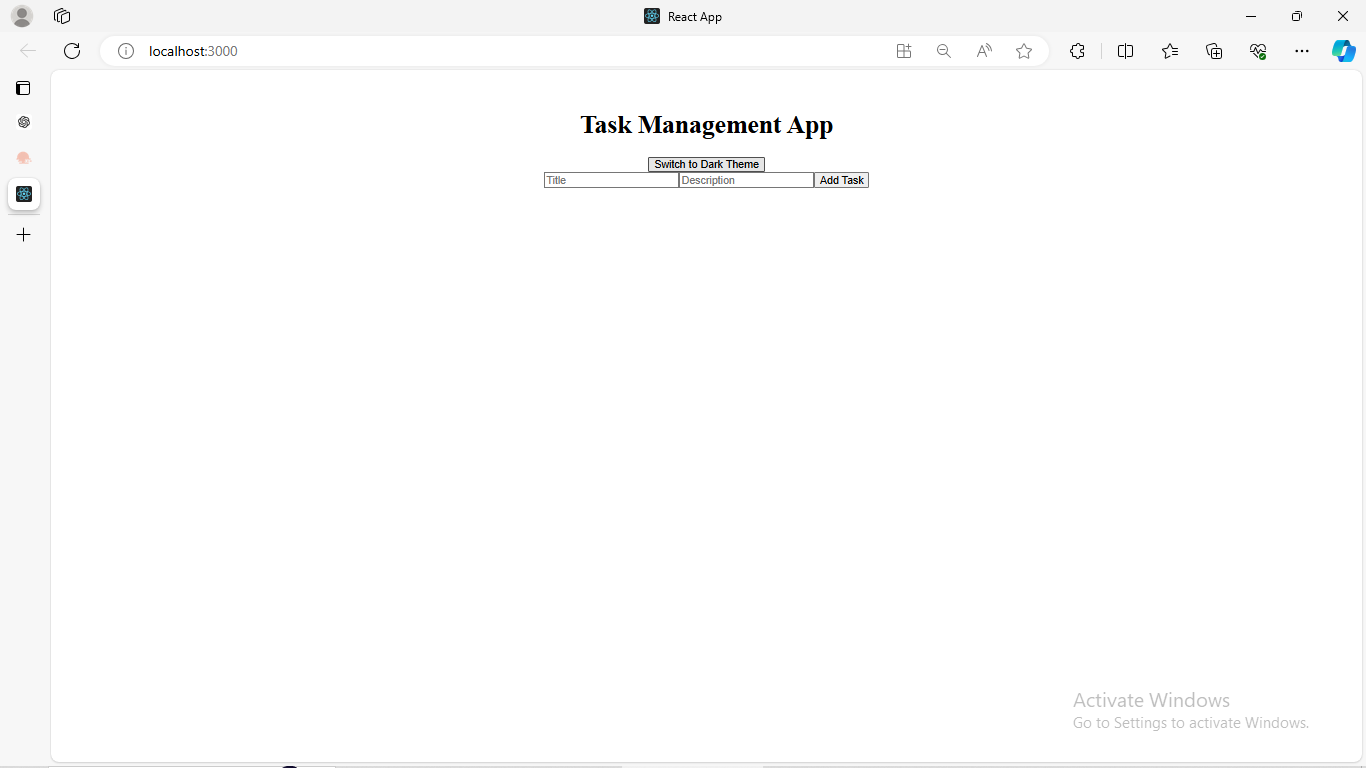 React App
localhost:3000
Task Management App
Switch to Dark Theme
Title Description Add Task
Activate Windows
Go to Settings to activate Windows.